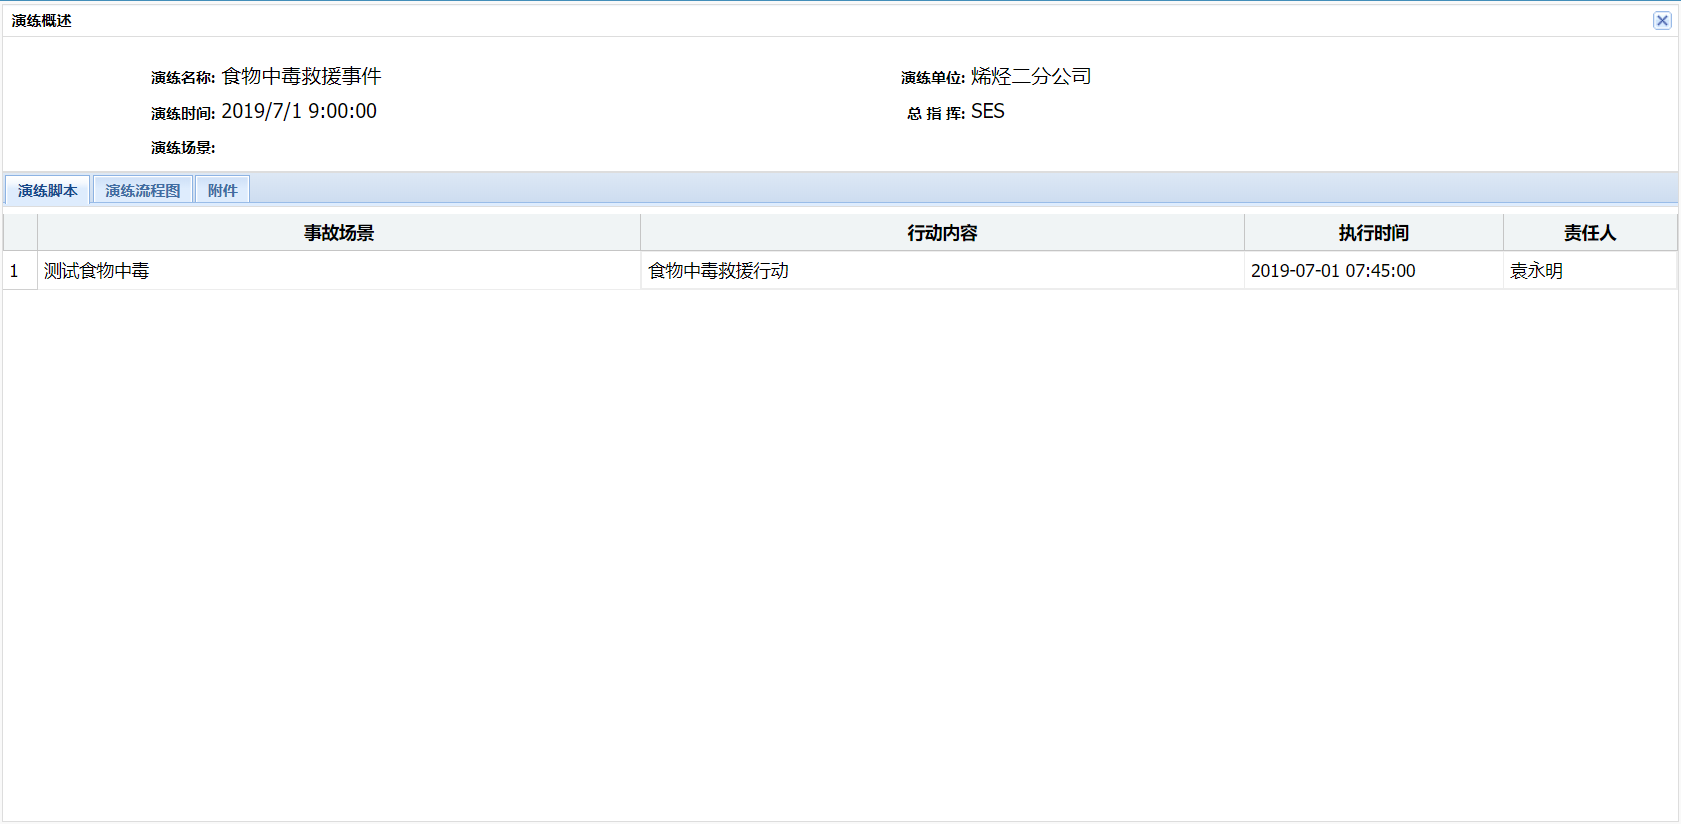 演练概述
演练名称: 食物中毒救援事件 演练单位: 烯烃二分公司
演练时间: 2019/7/1 9:00:00 总 指 挥: SES
演练场景:
演练脚本 演练流程图 附件
事故场景 行动内容 执行时间 责任人
1 测试食物中毒 食物中毒救援行动 2019-07-01 07:45:00 袁永明